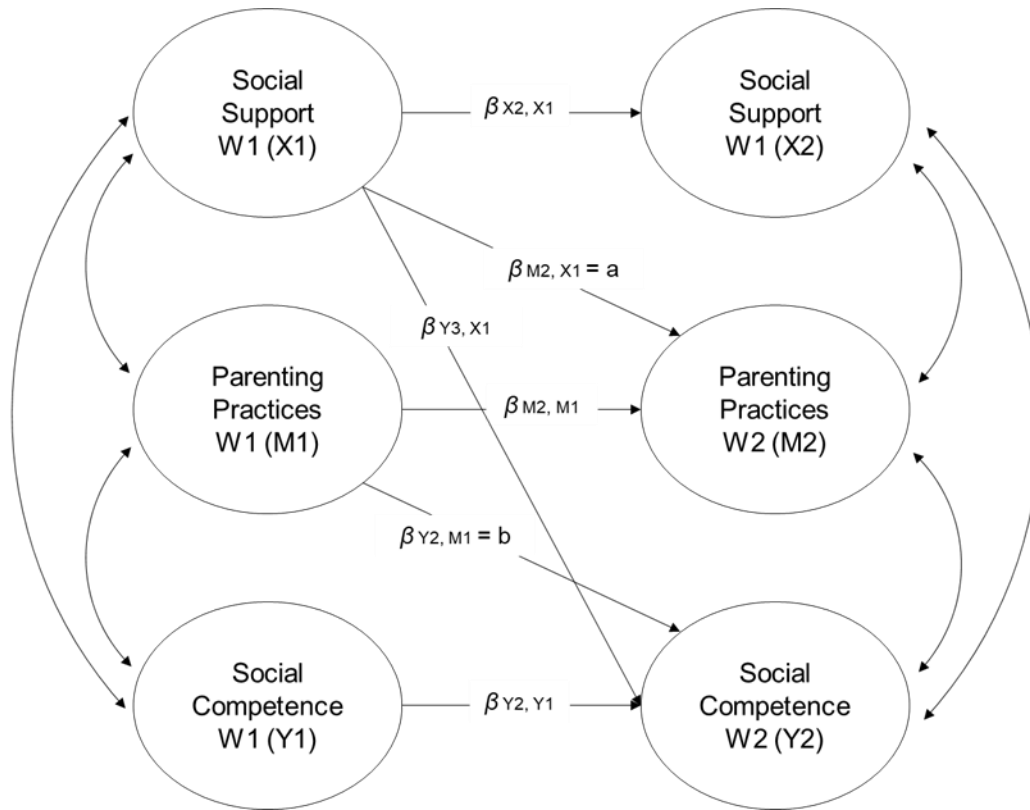 Social
Support
W1 (X1)
β X2, X1
Social
Support
W1 (X2)
β M2, X1 = a
β Y3, X1
Parenting
Practices
W1 (M1)
β M2, M1
Parenting
Practices
W2 (M2)
β Y2, M1 = b
Social
Competence
W1 (Y1)
β Y2, Y1
Social
Competence
W2 (Y2)